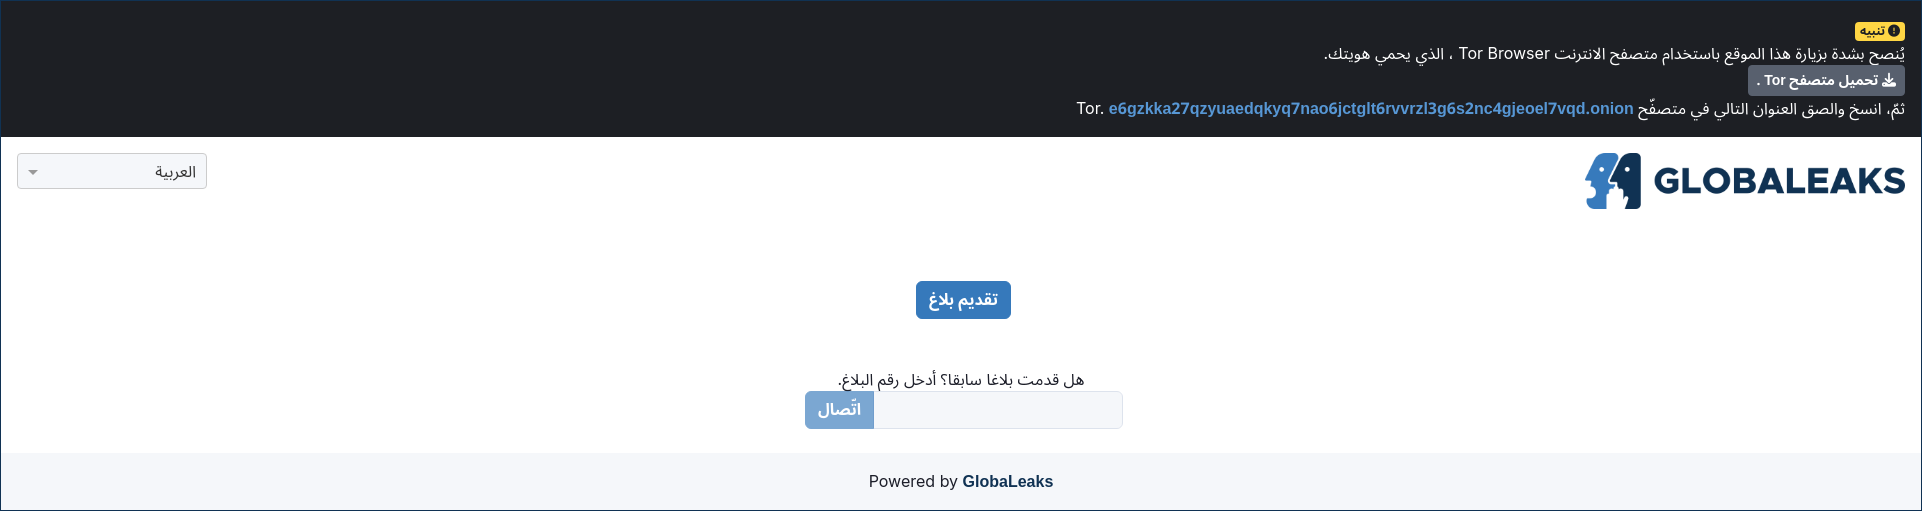 تنبيه
يُنصح بشدة بزيارة هذا الموقع باستخدام متصفح الانترنت Tor Browser ، الذي يحمي هويتك.
تحميل متصفح Tor .
ثمّ، انسخ والصق العنوان التالي في متصفّح e6gzkka27qzyuaedqkyq7nao6jctglt6rvvrzl3g6s2nc4gjeoel7vqd.onion Tor.
GLOBALEAKS
العربية
تقديم بلاغ
هل قدمت بلاغا سابقا؟ أدخل رقم البلاغ.
اتّصال
Powered by GlobaLeaks